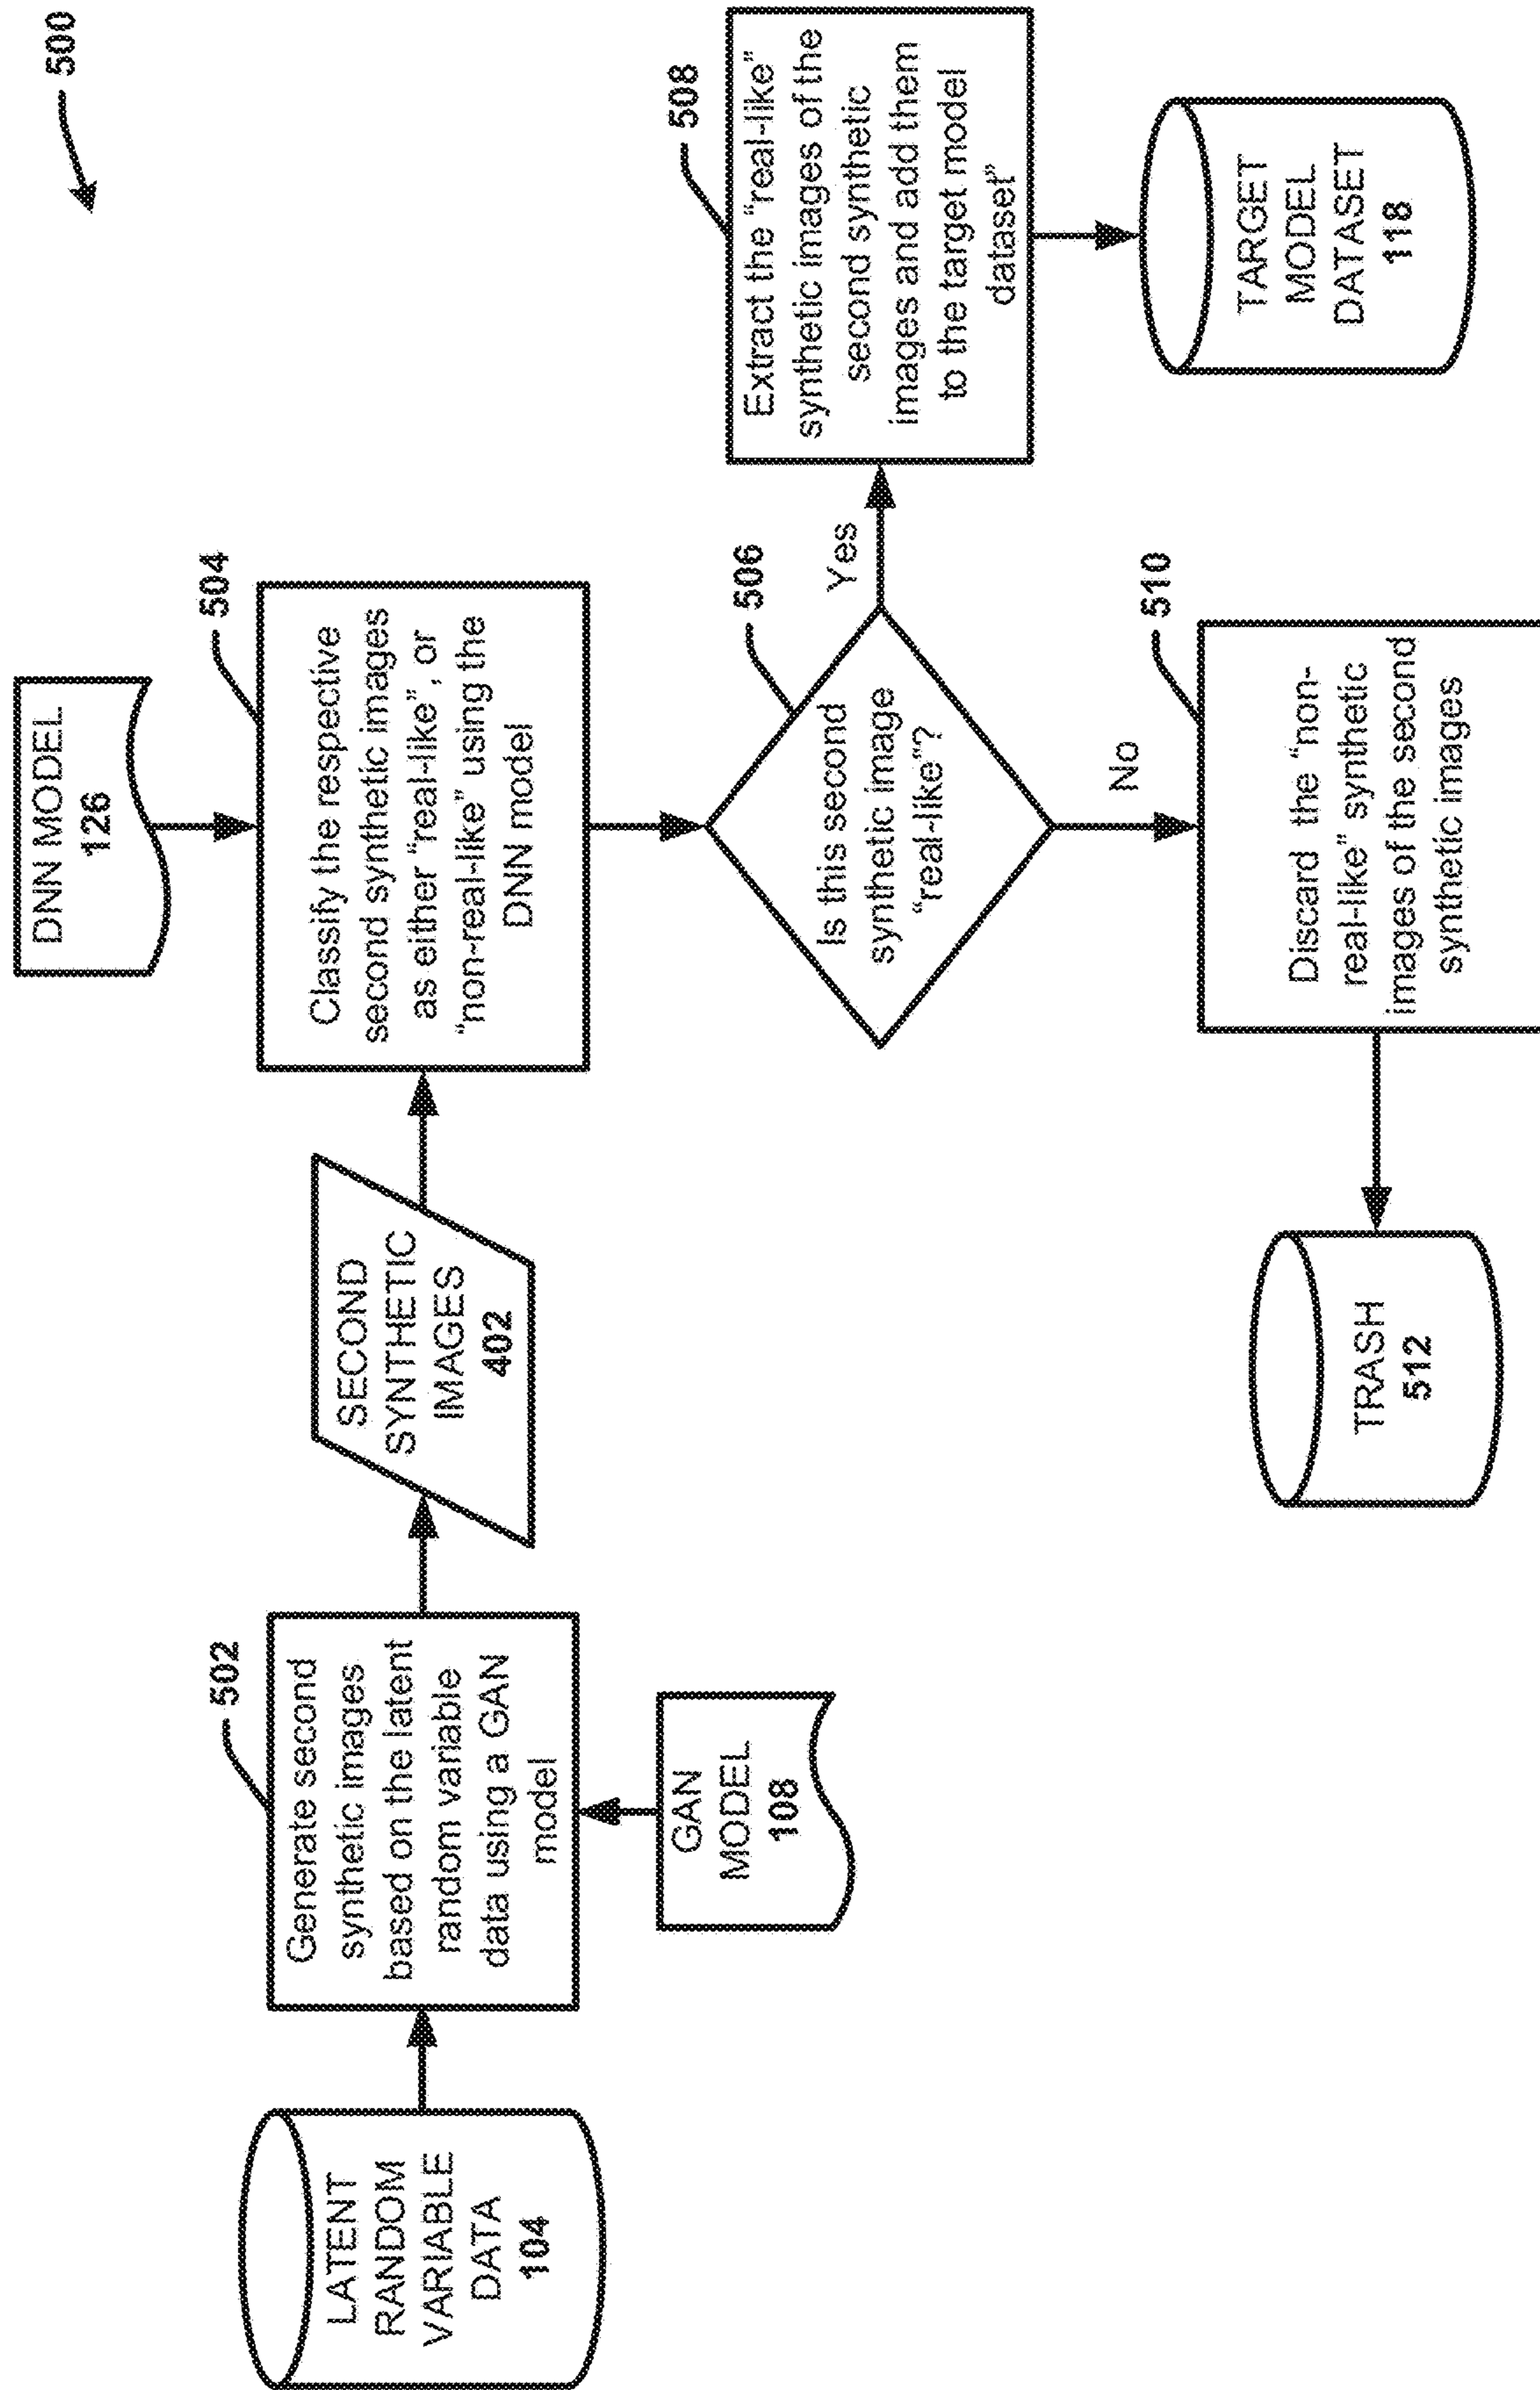 500
DNN MODEL
126
504
Classify the respective
second synthetic images
as either "real-like", or
"non-real-like" using the
DNN model
502
Generate second
synthetic images
based on the latent
random variable
data using a GAN
model
SECOND
SYNTHETIC
IMAGES
402
LATENT
RANDOM
VARIABLE
DATA
104
GAN
MODEL
108
506
Is this second
synthetic image
"real-like"?
Yes
508
Extract the "real-like"
synthetic images of the
second synthetic
images and add them
to the target model
dataset"
No
510
Discard the "non-
real-like" synthetic
images of the second
synthetic images
TRASH
512
TARGET
MODEL
DATASET
118